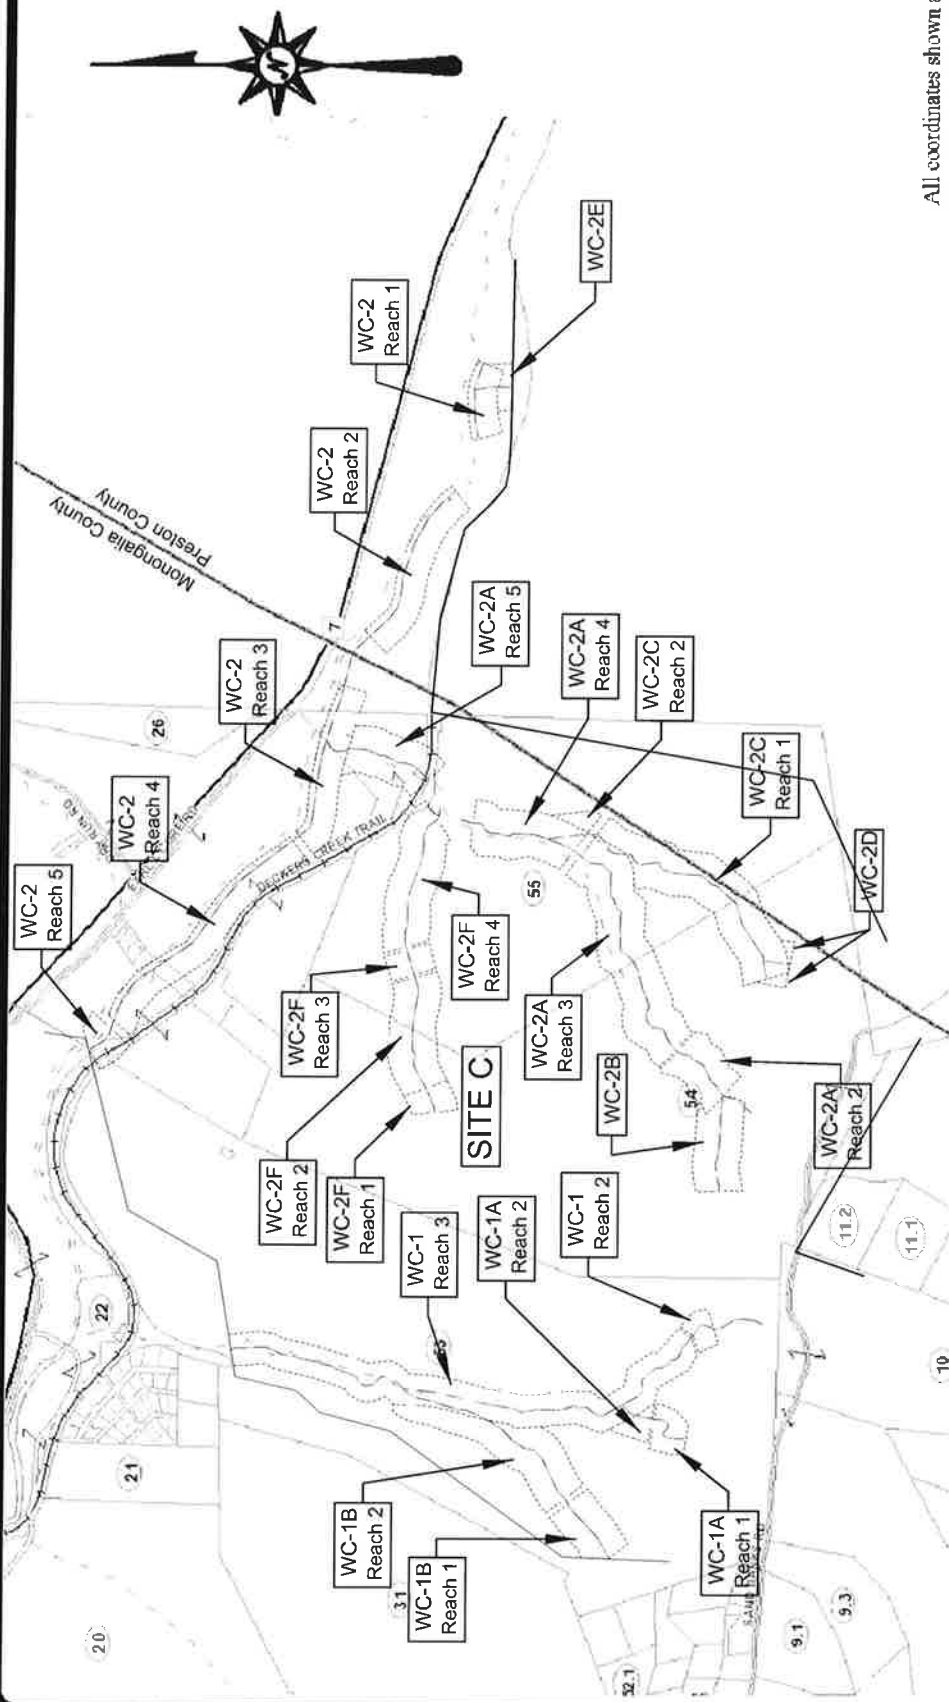 All coordinates shown a
N
WC-2
Reach 5
WC-2
Reach 4
WC-2
Reach 3
WC-2
Reach 2
WC-2
Reach 1
WC-2E
Monongalia County
Preston County
7
WC-2A
Reach 5
WC-2A
Reach 4
WC-2C
Reach 2
WC-2C
Reach 1
WC-2D
DECKERS CREEK TRAIL
WC-2F
Reach 4
WC-2F
Reach 3
WC-2F
Reach 2
WC-2F
Reach 1
SITE C
WC-2A
Reach 3
WC-2B
WC-2A
Reach 2
WC-1
Reach 3
WC-1A
Reach 2
WC-1
Reach 2
WC-1B
Reach 2
WC-1B
Reach 1
WC-1A
Reach 1
20
21
22
26
31
55
54
11.2
11.1
10
9.1
9.3
52.1
RUN RD